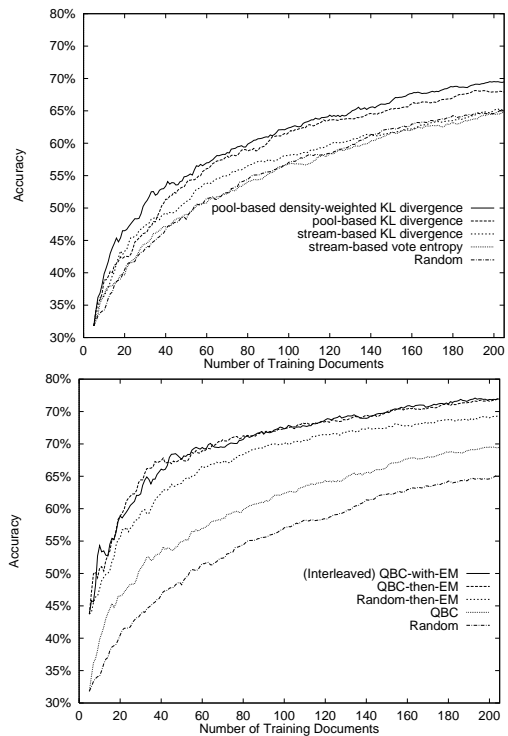 80%
75%
70%
65%
60%
55%
50%
45%
40%
35%
30%
Accuracy
pool-based density-weighted KL divergence
pool-based KL divergence
stream-based KL divergence
stream-based vote entropy
Random
0 20 40 60 80 100 120 140 160 180 200
Number of Training Documents
80%
75%
70%
65%
60%
55%
50%
45%
40%
35%
30%
Accuracy
(Interleaved) QBC-with-EM
QBC-then-EM
Random-then-EM
QBC
Random
0 20 40 60 80 100 120 140 160 180 200
Number of Training Documents